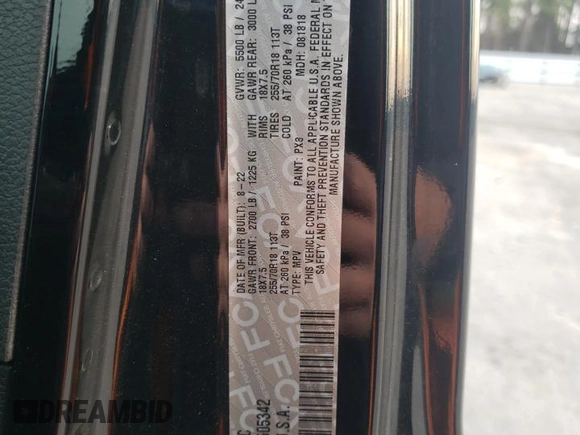 DATE OF MFR (BUILT): 8-22
GVWR: 5500 LB / 24
GAWR FRONT: 2700 LB / 1225 KG WITH
GAWR REAR: 3000 L
18X7.5 RIMS 18X7.5
255/70R18 113T TIRES 255/70R18 113T
AT 260 kPa / 38 PSI COLD AT 260 kPa / 38 PSI
TYPE: MPV PAINT: PX8 MDH: 081818
THIS VEHICLE CONFORMS TO ALL APPLICABLE U.S.A. FEDERAL M
SAFETY AND THEFT PREVENTION STANDARDS IN EFFECT ON
MANUFACTURE SHOWN ABOVE.
05342
.S.A.
FCA
DREAMBID